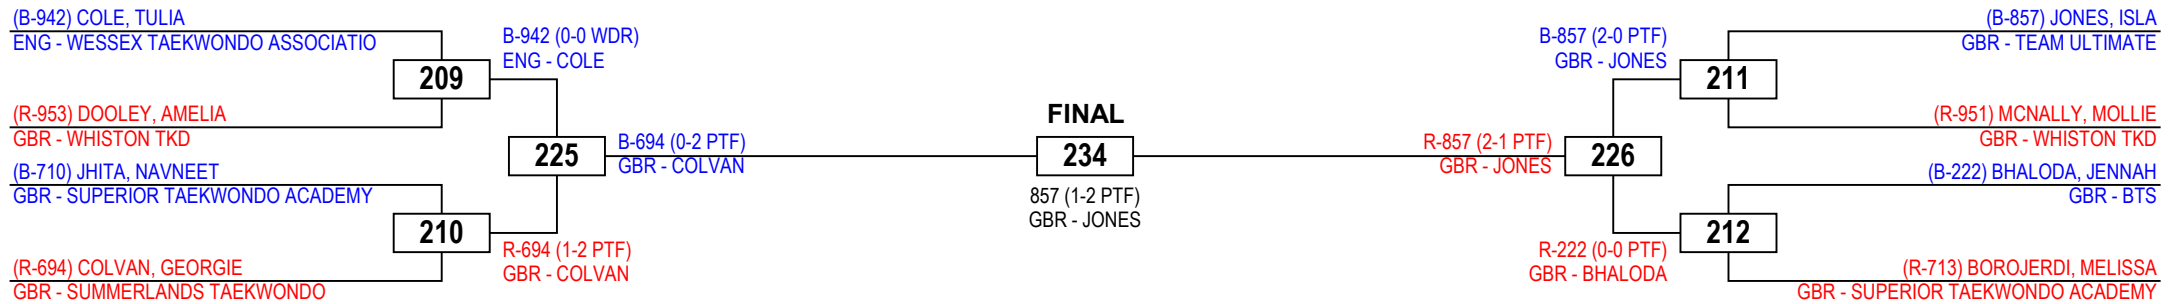 (B-942) COLE, TULIA
ENG - WESSEX TAEKWONDO ASSOCIATIO
(R-953) DOOLEY, AMELIA
GBR - WHISTON TKD
(B-710) JHITA, NAVNEET
GBR - SUPERIOR TAEKWONDO ACADEMY
(R-694) COLVAN, GEORGIE
GBR - SUMMERLANDS TAEKWONDO
209
210
B-942 (0-0 WDR)
ENG - COLE
R-694 (1-2 PTF)
GBR - COLVAN
225
B-694 (0-2 PTF)
GBR - COLVAN
FINAL
234
857 (1-2 PTF)
GBR - JONES
R-857 (2-1 PTF)
GBR - JONES
226
B-857 (2-0 PTF)
GBR - JONES
R-222 (0-0 PTF)
GBR - BHALODA
211
212
(B-857) JONES, ISLA
GBR - TEAM ULTIMATE
(R-951) MCNALLY, MOLLIE
GBR - WHISTON TKD
(B-222) BHALODA, JENNAH
GBR - BTS
(R-713) BOROJERDI, MELISSA
GBR - SUPERIOR TAEKWONDO ACADEMY